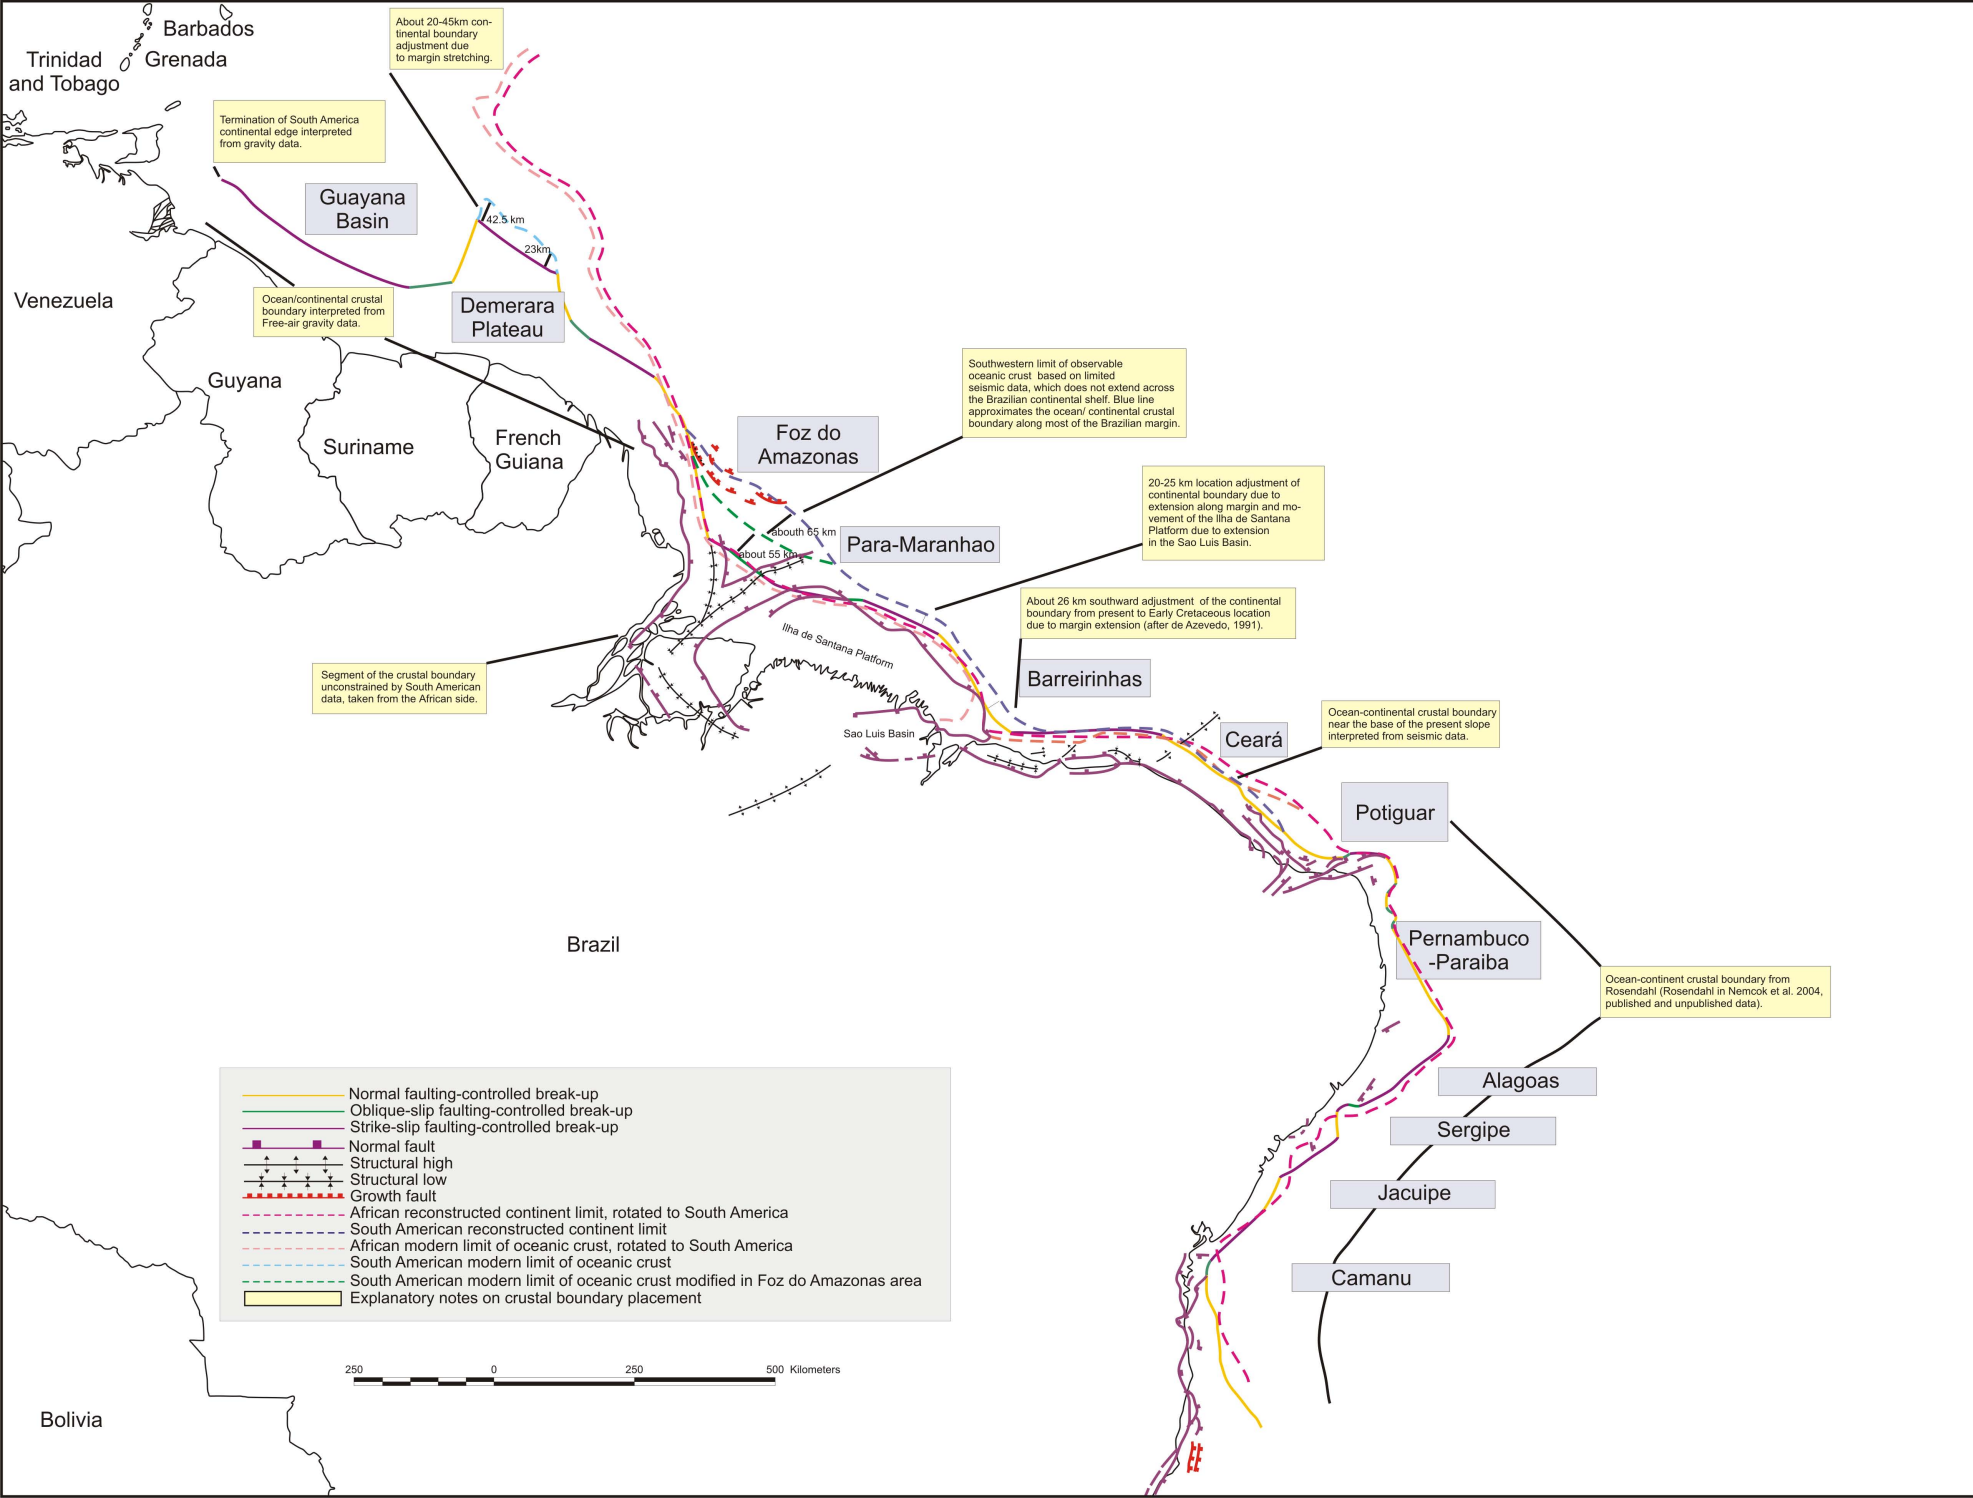 Barbados
Grenada
Trinidad
and Tobago
About 20-45km con-
tinental boundary
adjustment due
to margin stretching.
Termination of South America
continental edge interpreted
from gravity data.
Guayana
Basin
42.5 km
23km
Demerara
Plateau
Venezuela
Ocean/continental crustal
boundary interpreted from
Free-air gravity data.
Guyana
Suriname
French
Guiana
Southwestern limit of observable
oceanic crust based on limited
seismic data, which does not extend across
the Brazilian continental shelf. Blue line
approximates the ocean/ continental crustal
boundary along most of the Brazilian margin.
Foz do
Amazonas
20-25 km location adjustment of
continental boundary due to
extension along margin and mo-
vement of the Ilha de Santana
Platform due to extension
in the Sao Luis Basin.
abouth 65 km
about 55 km
Para-Maranhao
About 26 km southward adjustment of the continental
boundary from present to Early Cretaceous location
due to margin extension (after de Azevedo, 1991).
Ilha de Santana Platform
Segment of the crustal boundary
unconstrained by South American
data, taken from the African side.
Barreirinhas
Sao Luis Basin
Ocean-continental crustal boundary
near the base of the present slope
interpreted from seismic data.
Ceará
Potiguar
Brazil
Pernambuco
-Paraiba
Ocean-continent crustal boundary from
Rosendahl (Rosendahl in Nemcok et al. 2004,
published and unpublished data).
Alagoas
Sergipe
Jacuipe
Camanu
Normal faulting-controlled break-up
Oblique-slip faulting-controlled break-up
Strike-slip faulting-controlled break-up
Normal fault
Structural high
Structural low
Growth fault
African reconstructed continent limit, rotated to South America
South American reconstructed continent limit
African modern limit of oceanic crust, rotated to South America
South American modern limit of oceanic crust
South American modern limit of oceanic crust modified in Foz do Amazonas area
Explanatory notes on crustal boundary placement
250 0 250 500 Kilometers
Bolivia